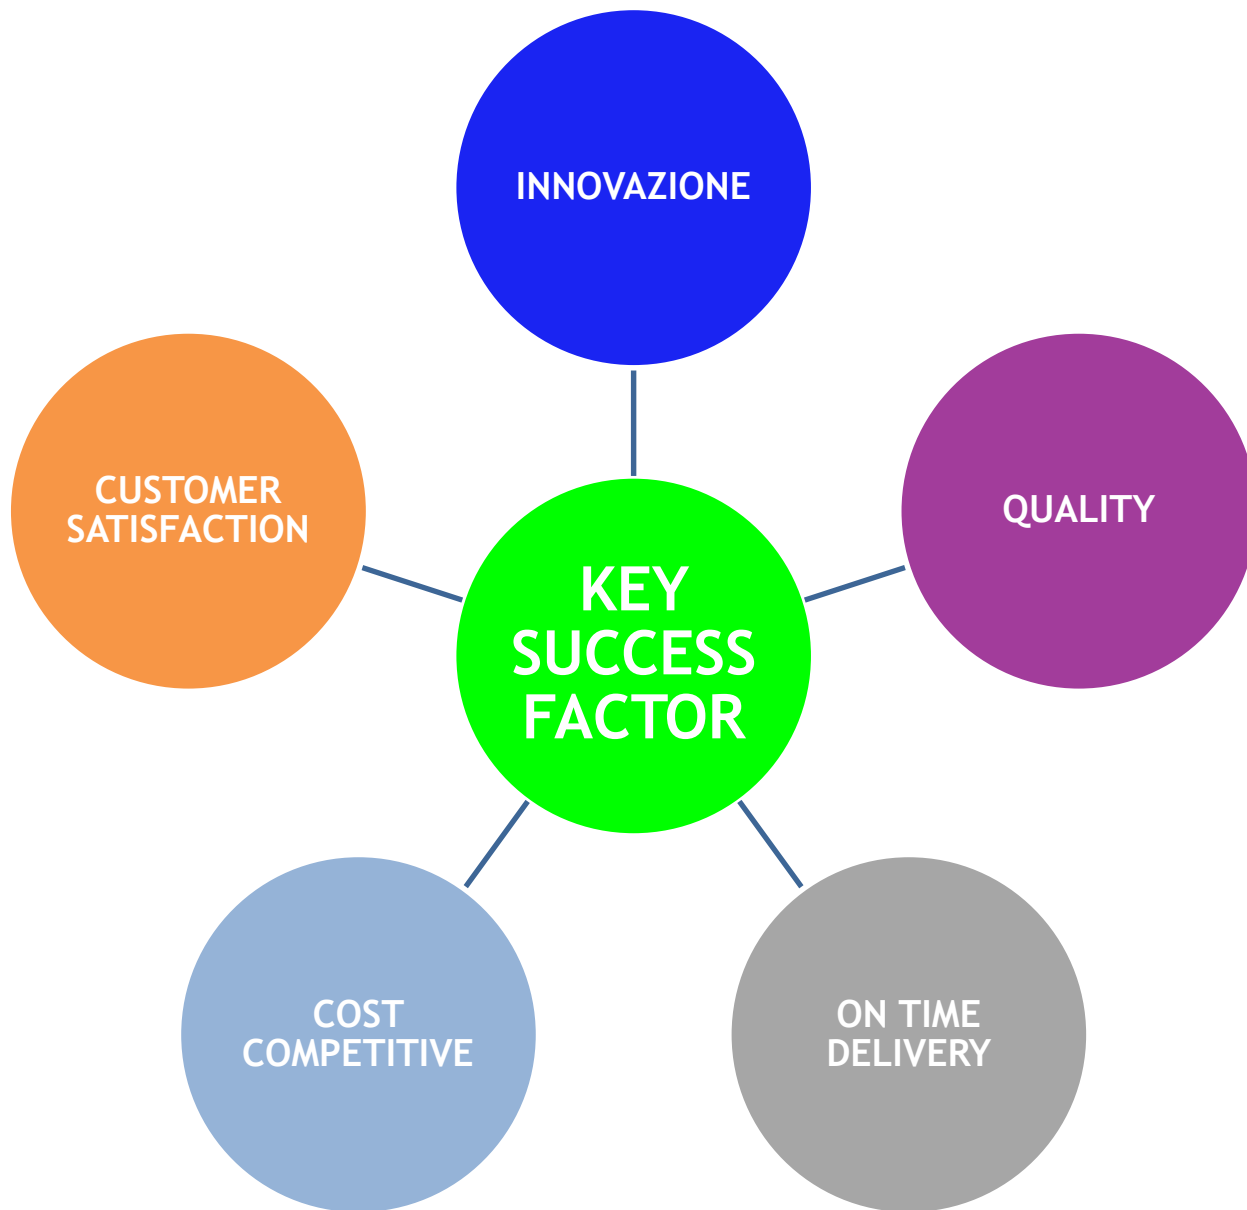 INNOVAZIONE
CUSTOMER
SATISFACTION
QUALITY
KEY
SUCCESS
FACTOR
COST
COMPETITIVE
ON TIME
DELIVERY